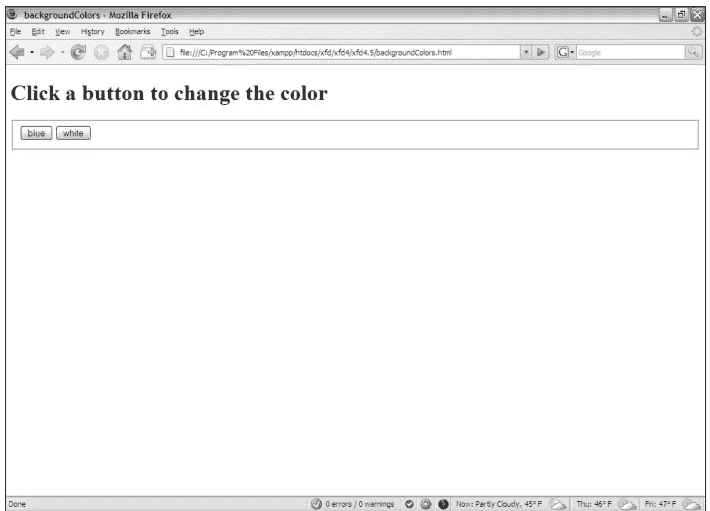 backgroundColors - Mozilla Firefox
File Edit View History Bookmarks Tools Help
file:///C:/Program%20Files/xampp/htdocs/xfd/xfd4/xfd4.5/backgroundColors.html
G Google
Click a button to change the color
blue white
Done 0 errors / 0 warnings Now: Partly Cloudy, 45° F Thu: 46° F Fri: 47° F